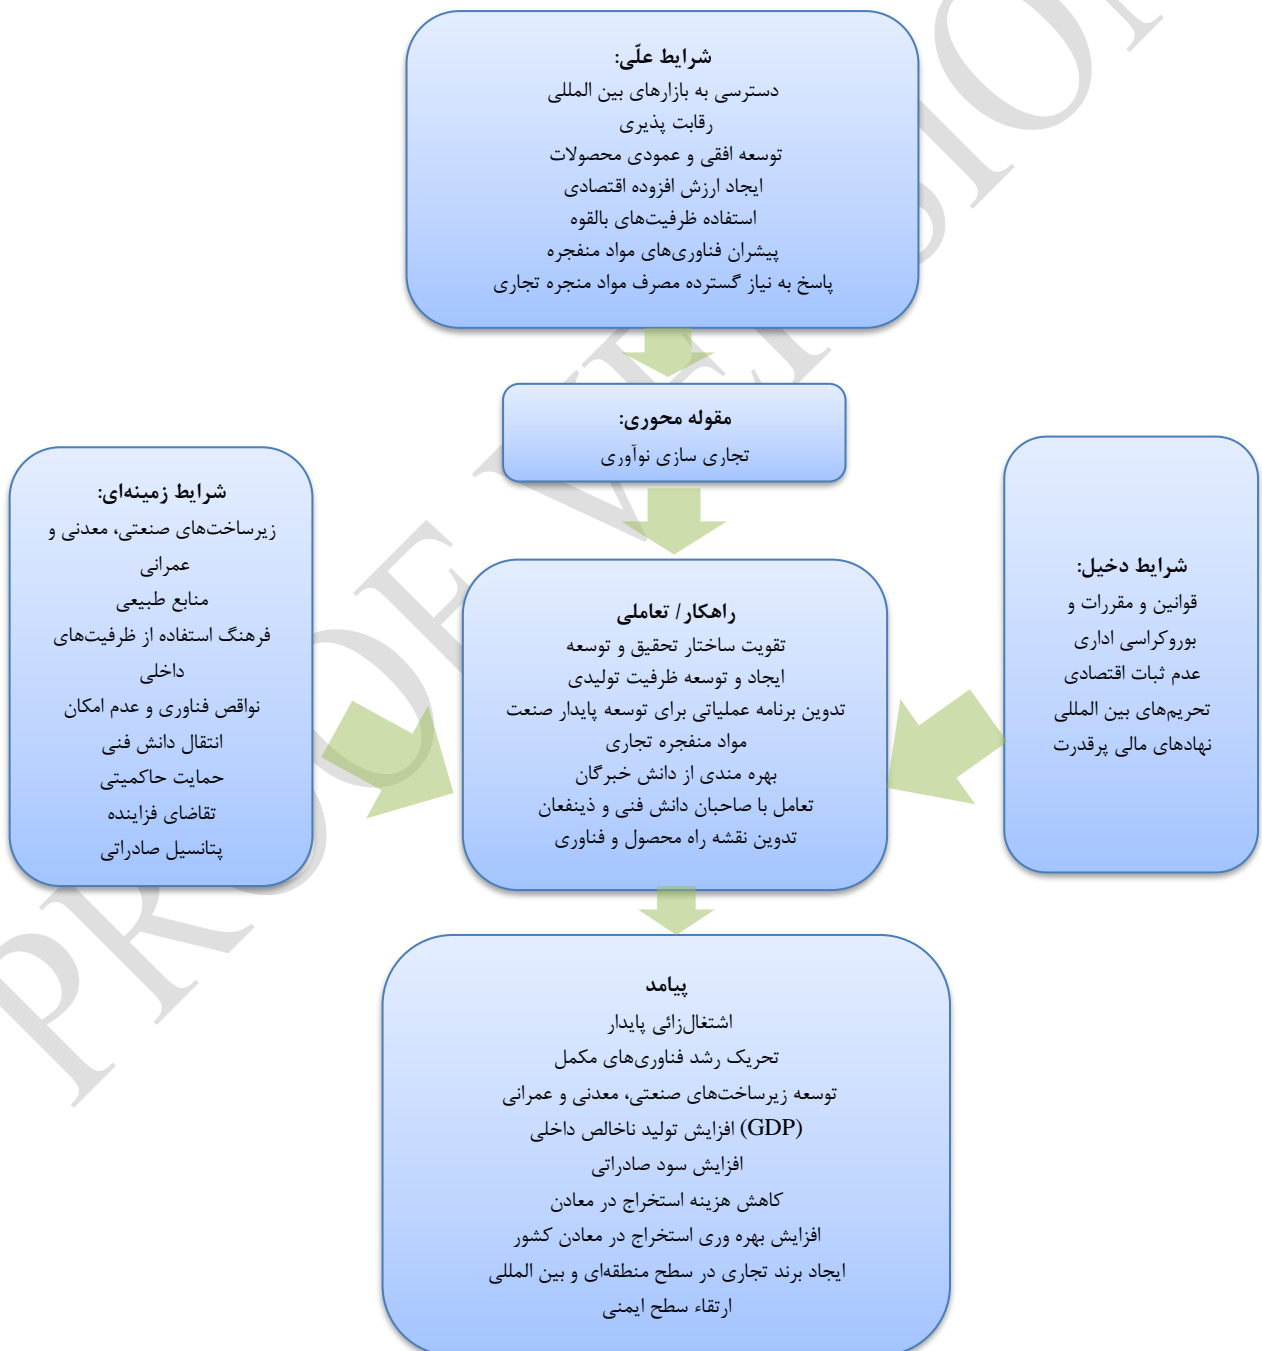 شرایط علّی:
دسترسی به بازارهای بین المللی
رقابت پذیری
توسعه افقی و عمودی محصولات
ایجاد ارزش افزوده اقتصادی
استفاده ظرفیت‌های بالقوه
پیشران فناوری‌های مواد منفجره
پاسخ به نیاز گسترده مصرف مواد منجره تجاری
مقوله محوری:
تجاری سازی نوآوری
شرایط دخیل:
قوانین و مقررات و
بوروکراسی اداری
عدم ثبات اقتصادی
تحریم‌های بین المللی
نهادهای مالی پرقدرت
راهکار/ تعاملی
تقویت ساختار تحقیق و توسعه
ایجاد و توسعه ظرفیت تولیدی
تدوین برنامه عملیاتی برای توسعه پایدار صنعت
مواد منفجره تجاری
بهره مندی از دانش خبرگان
تعامل با صاحبان دانش فنی و ذینفعان
تدوین نقشه راه محصول و فناوری
شرایط زمینه‌ای:
زیرساخت‌های صنعتی، معدنی و
عمرانی
منابع طبیعی
فرهنگ استفاده از ظرفیت‌های
داخلی
نواقص فناوری و عدم امکان
انتقال دانش فنی
حمایت حاکمیتی
تقاضای فزاینده
پتانسیل صادراتی
پیامد
اشتغال‌زائی پایدار
تحریک رشد فناوری‌های مکمل
توسعه زیرساخت‌های صنعتی، معدنی و عمرانی
افزایش تولید ناخالص داخلی (GDP)
افزایش سود صادراتی
کاهش هزینه استخراج در معادن
افزایش بهره وری استخراج در معادن کشور
ایجاد برند تجاری در سطح منطقه‌ای و بین المللی
ارتقاء سطح ایمنی
PROOF VERSION